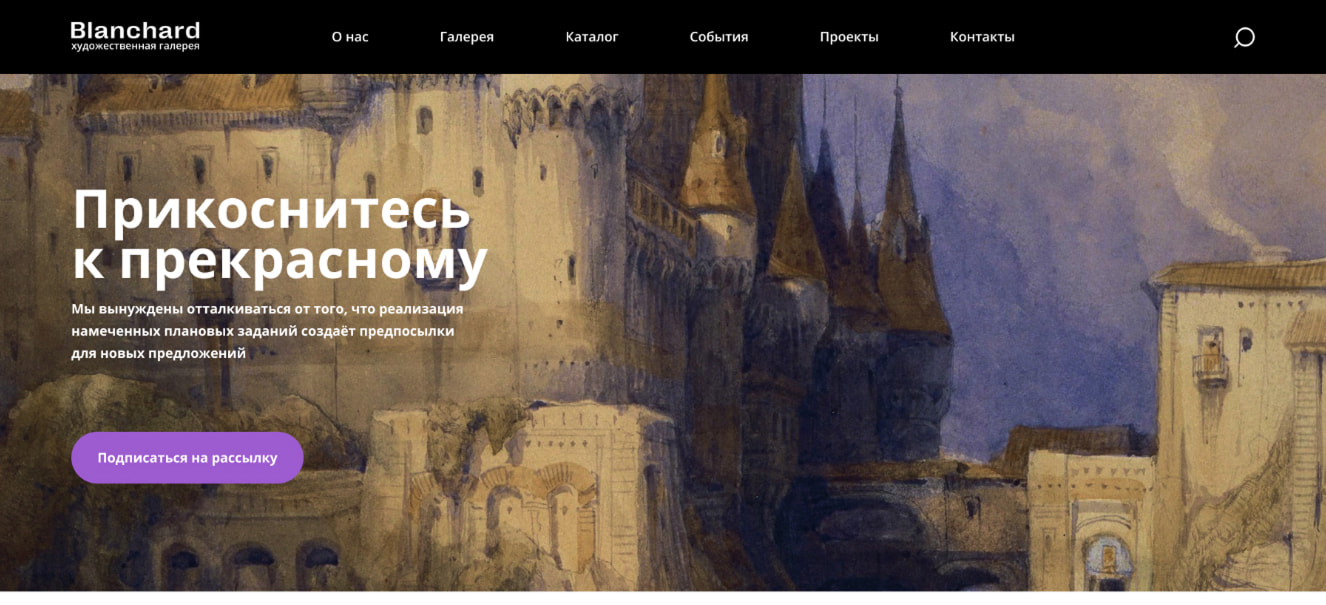 Blanchard
художественная галерея
О нас Галерея Каталог События Проекты Контакты
Прикоснитесь
к прекрасному
Мы вынуждены отталкиваться от того, что реализация
намеченных плановых заданий создаёт предпосылки
для новых предложений
Подписаться на рассылку